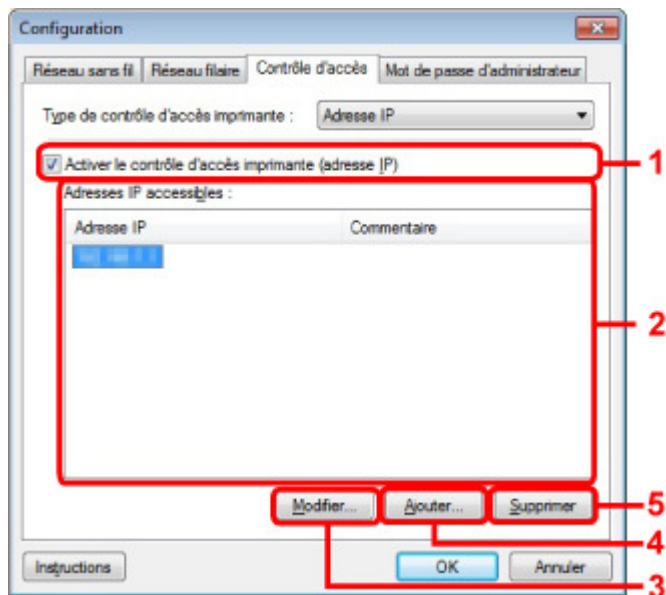 Configuration
Réseau sans fil Réseau filaire Contrôle d'accès Mot de passe d'administrateur
Type de contrôle d'accès imprimante : Adresse IP
Activer le contrôle d'accès imprimante (adresse IP) 1
Adresses IP accessibles :
Adresse IP Commentaire
2
Modifier... Ajouter... Supprimer 5
4
Instructions OK Annuler
3